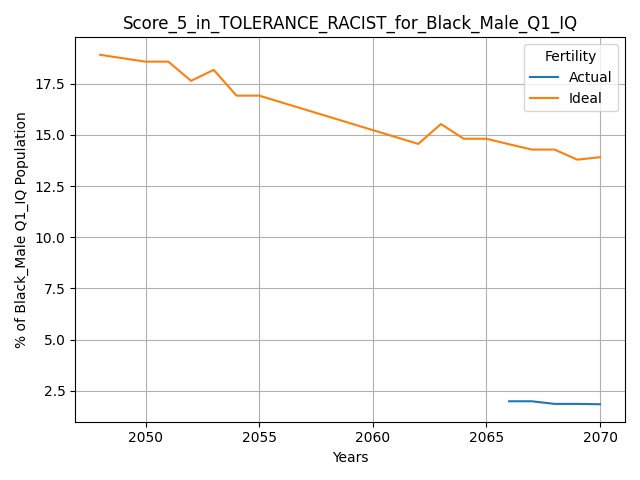 Score_5_in_TOLERANCE_RACIST_for_Black_Male_Q1_IQ
Fertility
Actual
Ideal
% of Black_Male Q1_IQ Population
17.5
15.0
12.5
10.0
7.5
5.0
2.5
2050
2055
2060
2065
2070
Years